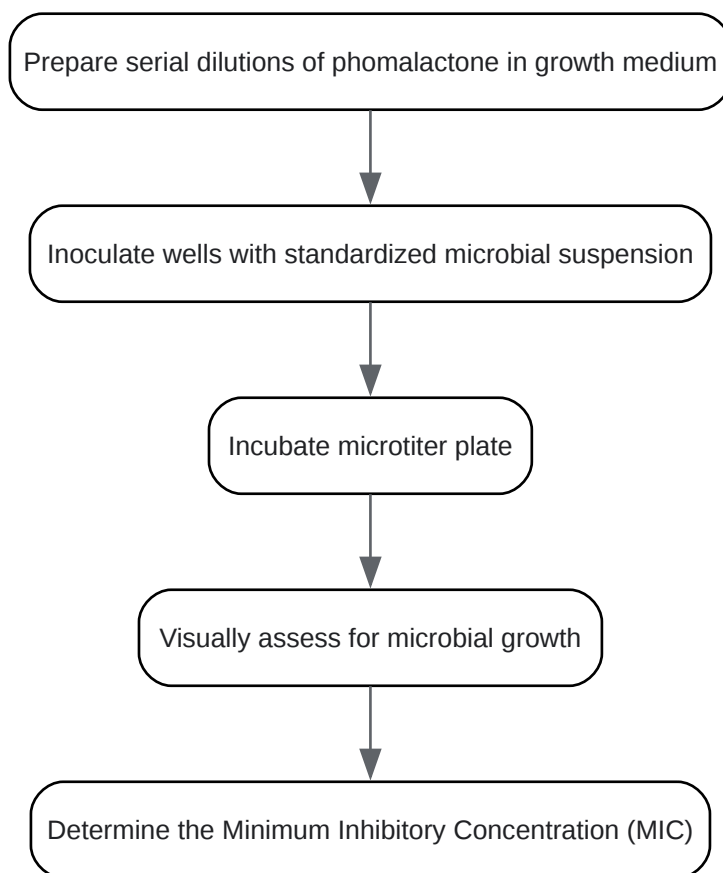 Prepare serial dilutions of phomalactone in growth medium
Inoculate wells with standardized microbial suspension
Incubate microtiter plate
Visually assess for microbial growth
Determine the Minimum Inhibitory Concentration (MIC)